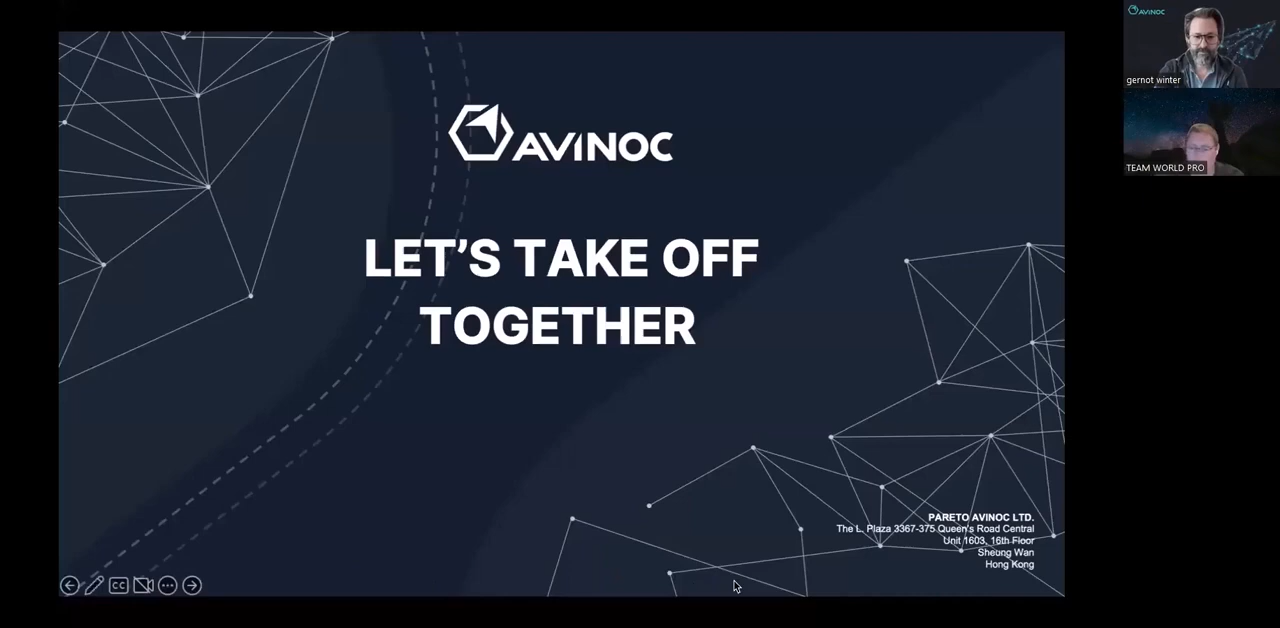 AVINOC
LET'S TAKE OFF
TOGETHER
PARETO AVINOC LTD.
The L. Plaza 3367-375 Queen's Road Central
Unit 1603, 16th Floor
Sheung Wan
Hong Kong
CC
AVINOC
gernot winter
TEAM WORLD PRO